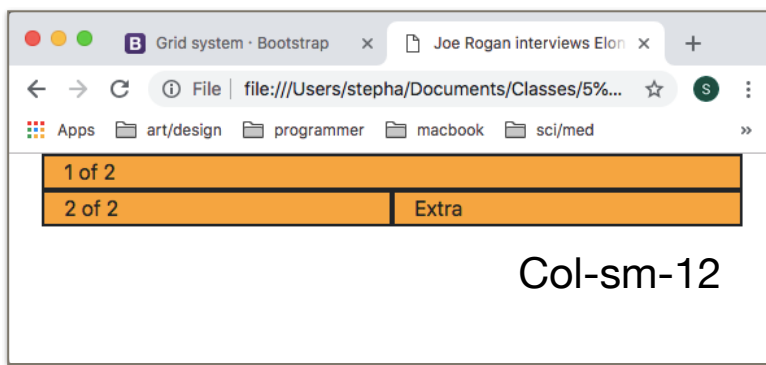 B Grid system · Bootstrap × Joe Rogan interviews Elon × +
File | file:///Users/stepha/Documents/Classes/5%... S
Apps art/design programmer macbook sci/med »
1 of 2
2 of 2 Extra
Col-sm-12